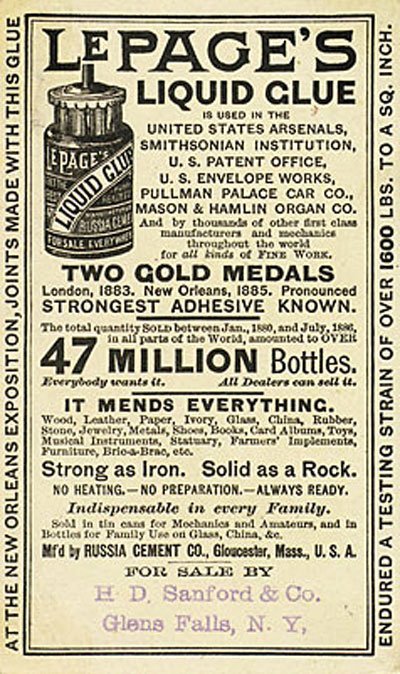 LEPAGE'S
LIQUID GLUE
IS USED IN THE
UNITED STATES ARSENALS,
SMITHSONIAN INSTITUTION,
U. S. PATENT OFFICE,
U. S. ENVELOPE WORKS,
PULLMAN PALACE CAR CO.,
MASON & HAMLIN ORGAN CO.
And by thousands of other first class
manufacturers and mechanics
throughout the world
for all kinds of FINE WORK.
LEPAGE'S
LIQUID GLUE
RUSSIA CEMENT
FOR SALE EVERYWHERE
TWO GOLD MEDALS
London, 1883. New Orleans, 1885. Pronounced
STRONGEST ADHESIVE KNOWN.
The total quantity SOLD between Jan., 1880, and July, 1886,
in all parts of the World, amounted to OVER
47 MILLION Bottles.
Everybody wants it. All Dealers can sell it.
IT MENDS EVERYTHING.
Wood, Leather, Paper, Ivory, Glass, China, Rubber,
Stone, Jewelry, Metals, Shoes, Books, Card Albums, Toys,
Musical Instruments, Statuary, Farmers' Implements,
Furniture, Bric-a-Brac, etc.
Strong as Iron. Solid as a Rock.
NO HEATING.—NO PREPARATION.—ALWAYS READY.
Indispensable in every Family.
Sold in tin cans for Mechanics and Amateurs, and in
Bottles for Family Use on Glass, China, &c.
M'f'd by RUSSIA CEMENT CO., Gloucester, Mass., U. S. A.
FOR SALE BY
H. D. Sanford & Co.
Glens Falls, N. Y,
AT THE NEW ORLEANS EXPOSITION, JOINTS MADE WITH THIS GLUE
ENDURED A TESTING STRAIN OF OVER 1600 LBS. TO A SQ. INCH.